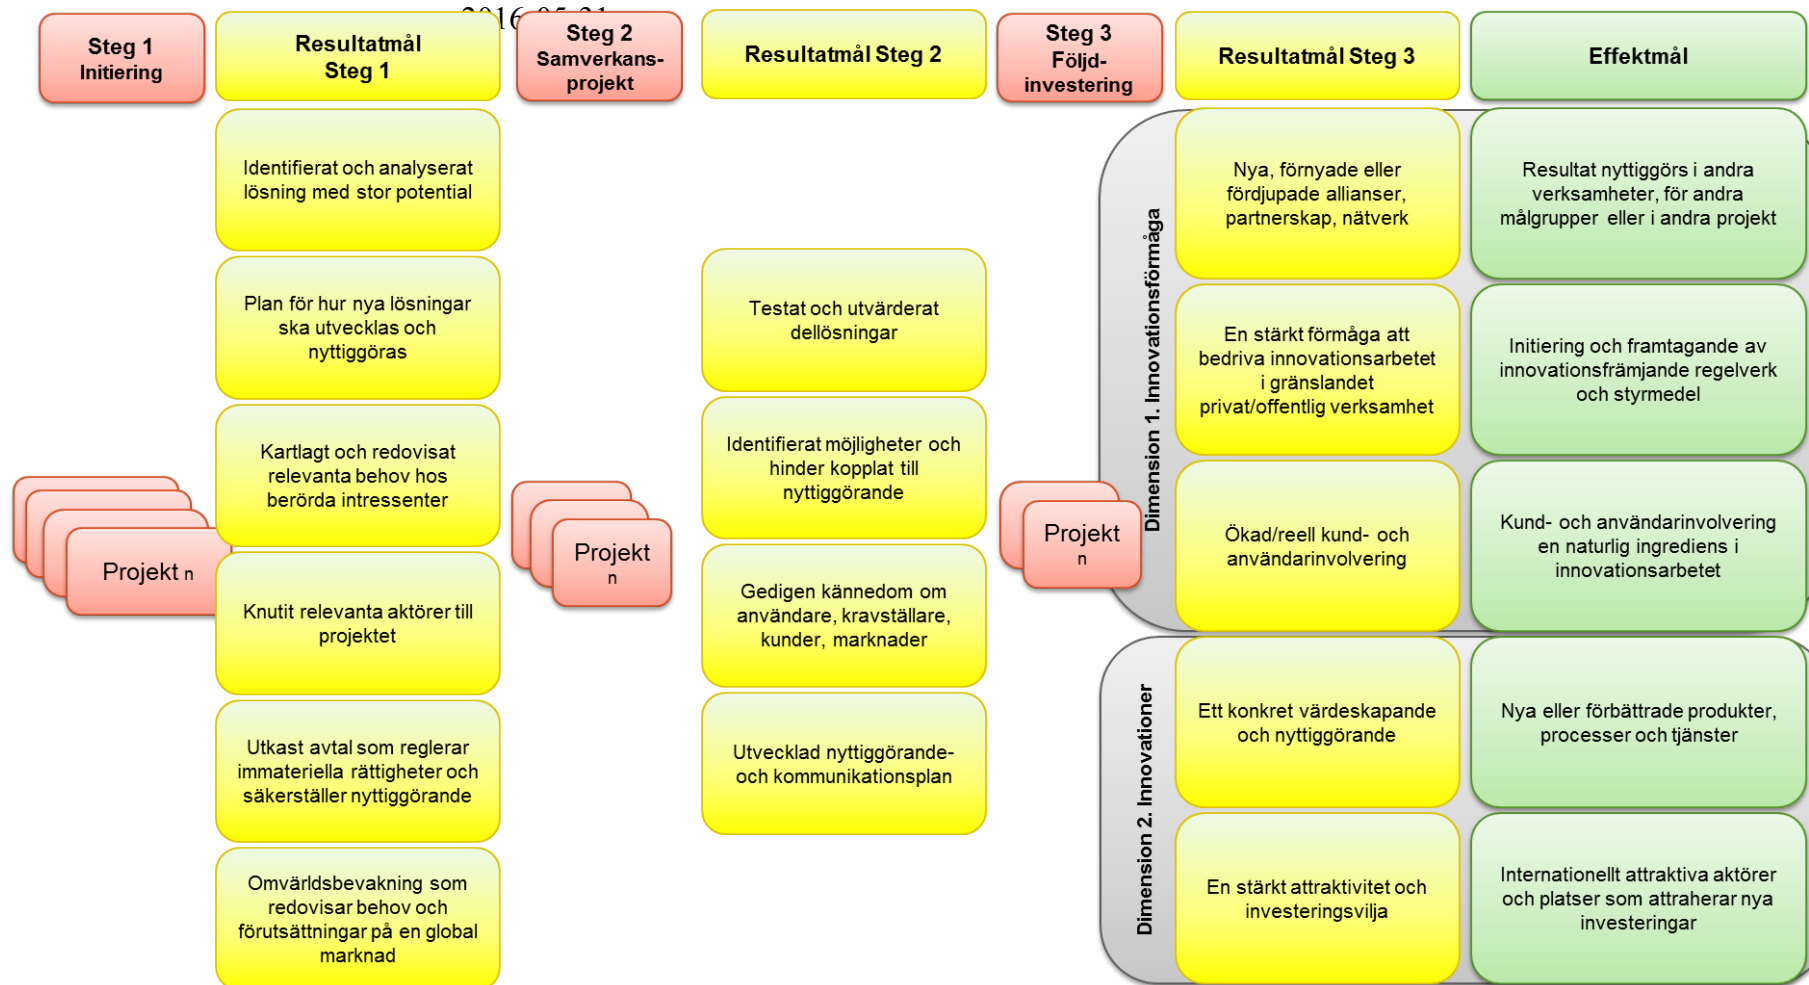 2016-05-31
Steg 1
Initiering
Resultatmål
Steg 1
Steg 2
Samverkans-
projekt
Resultatmål Steg 2
Steg 3
Följd-
investering
Resultatmål Steg 3
Effektmål
Projekt n
Identifierat och analyserat
lösning med stor potential
Plan för hur nya lösningar
ska utvecklas och
nyttiggöras
Kartlagt och redovisat
relevanta behov hos
berörda intressenter
Knutit relevanta aktörer till
projektet
Utkast avtal som reglerar
immateriella rättigheter och
säkerställer nyttiggörande
Omvärldsbevakning som
redovisar behov och
förutsättningar på en global
marknad
Projekt
n
Testat och utvärderat
dellösningar
Identifierat möjligheter och
hinder kopplat till
nyttiggörande
Gedigen kännedom om
användare, kravställare,
kunder, marknader
Utvecklad nyttiggörande-
och kommunikationsplan
Projekt
n
Dimension 1. Innovationsförmåga
Nya, förnyade eller
fördjupade allianser,
partnerskap, nätverk
En stärkt förmåga att
bedriva innovationsarbetet
i gränslandet
privat/offentlig verksamhet
Ökad/reell kund- och
användarinvolvering
Resultat nyttiggörs i andra
verksamheter, för andra
målgrupper eller i andra projekt
Initiering och framtagande av
innovationsfrämjande regelverk
och styrmedel
Kund- och användarinvolvering
en naturlig ingrediens i
innovationsarbetet
Dimension 2. Innovationer
Ett konkret värdeskapande
och nyttiggörande
En stärkt attraktivitet och
investeringsvilja
Nya eller förbättrade produkter,
processer och tjänster
Internationellt attraktiva aktörer
och platser som attraherar nya
investeringar